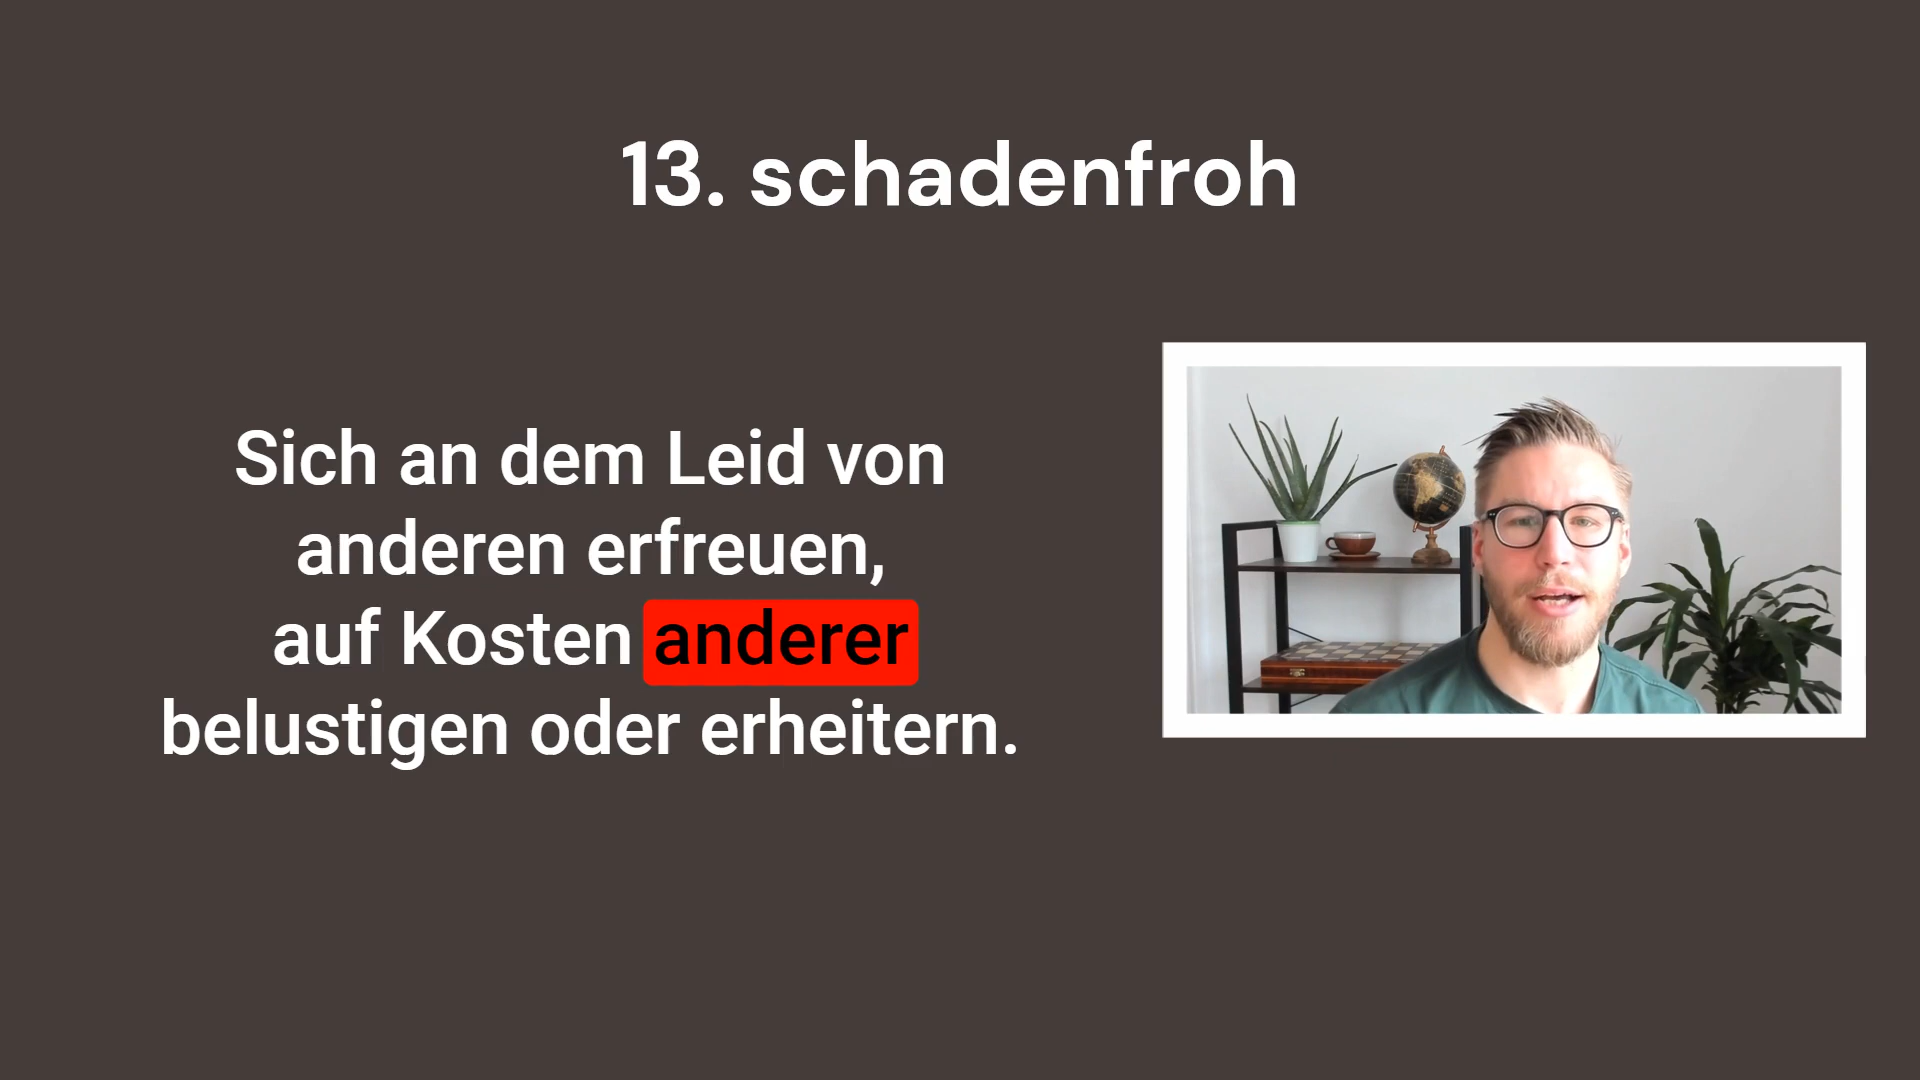 13. schadenfroh
Sich an dem Leid von
anderen erfreuen,
auf Kosten anderer
belustigen oder erheitern.